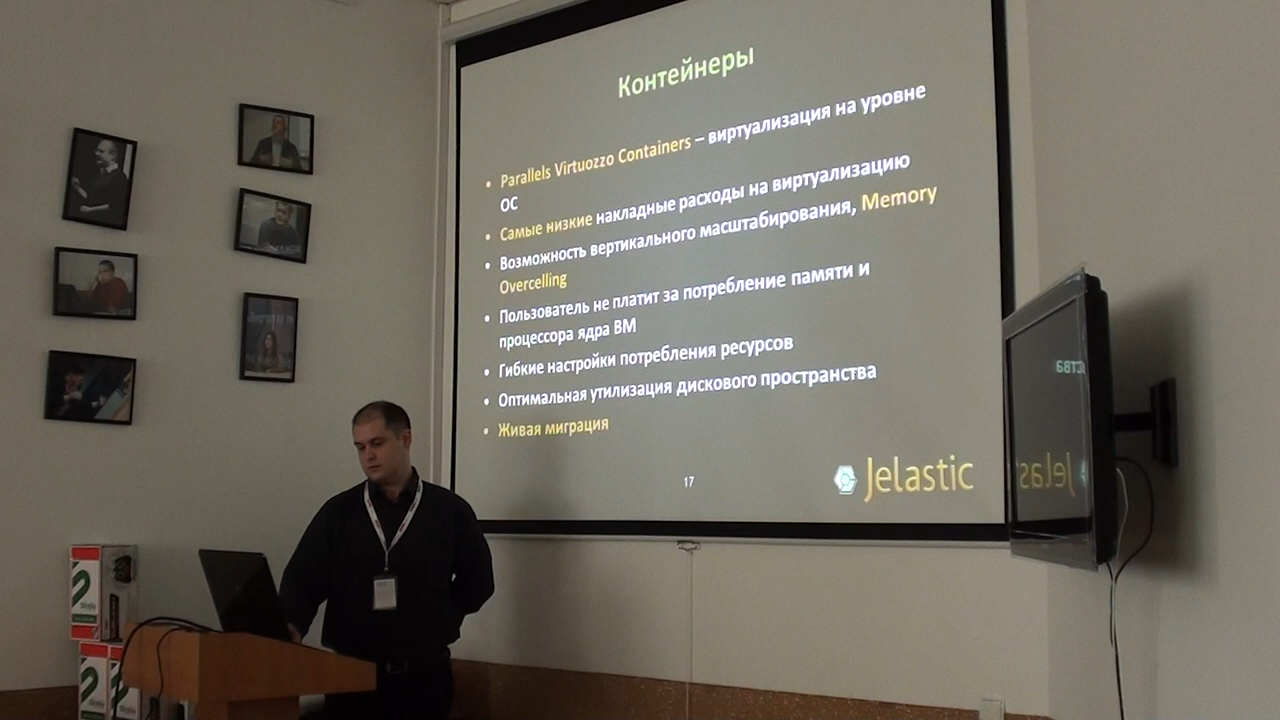 Контейнеры
• Parallels Virtuozzo Containers – виртуализация на уровне
ОС
• Самые низкие накладные расходы на виртуализацию
• Возможность вертикального масштабирования, Memory
Overcelling
• Пользователь не платит за потребление памяти и
процессора ядра ВМ
• Гибкие настройки потребления ресурсов
• Оптимальная утилизация дискового пространства
• Живая миграция
17
Jelastic